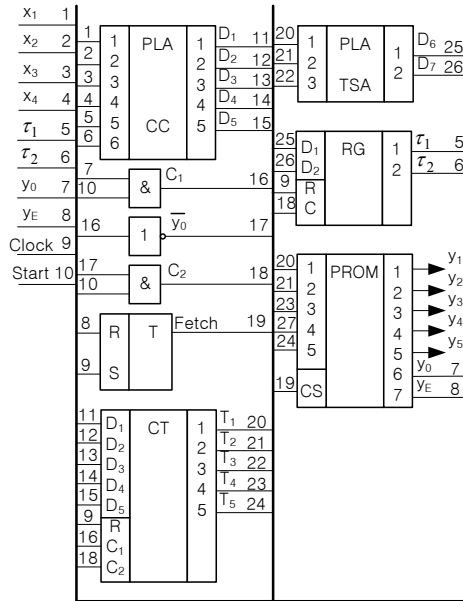 x1 1
x2 2
x3 3
x4 4
τ1 5
τ2 6
y0 7
yE 8
Clock 9
Start 10
1 1 PLA 1 D1 11
2 2 2 D2 12
3 3 3 D3 13
4 4 4 D4 14
5 5 CC 5 D5 15
6 6
7 & C1 16
10
16 1 y0 17
17 & C2 18
10
8 R T Fetch 19
9 S
11 D1 CT 1 T1 20
12 D2 2 T2 21
13 D3 3 T3 22
14 D4 4 T4 23
15 D5 5 T5 24
9 R
16 C1
18 C2
20 1 PLA 1 D6 25
21 2 2 D7 26
22 3 TSA
25 D1 RG 1 τ1 5
26 D2 2 τ2 6
9 R
18 C
20 1 PROM 1 y1
21 2 2 y2
23 3 3 y3
27 4 4 y4
24 5 5 y5
6 y0 7
19 CS 7 yE 8